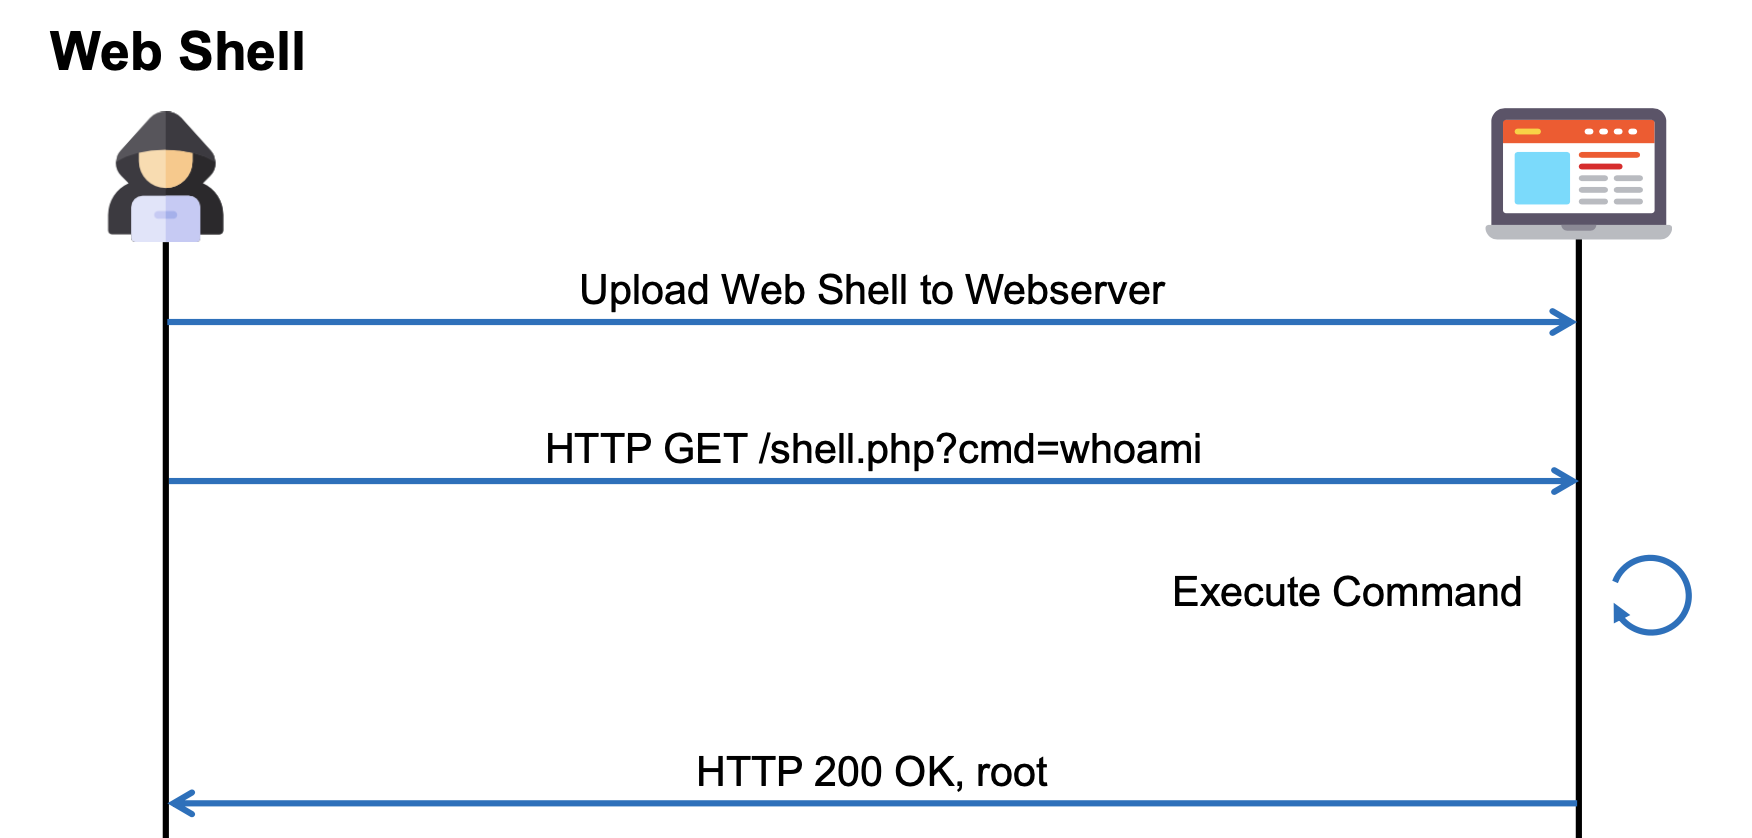 Web Shell
Upload Web Shell to Webserver
HTTP GET /shell.php?cmd=whoami
Execute Command
HTTP 200 OK, root